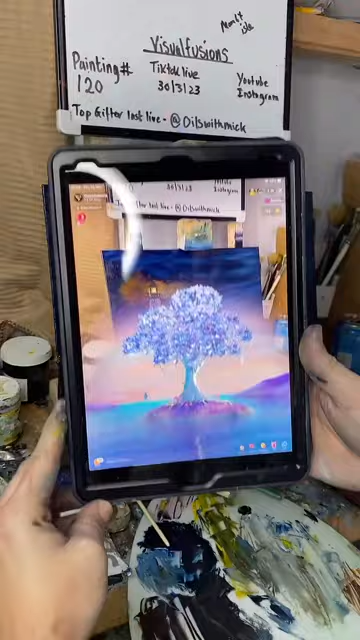 Visualfusions
Painting#
120
Tiktok live
30/3/23
Youtube
Instagram
Top Gifter last live - @Oilswithmick